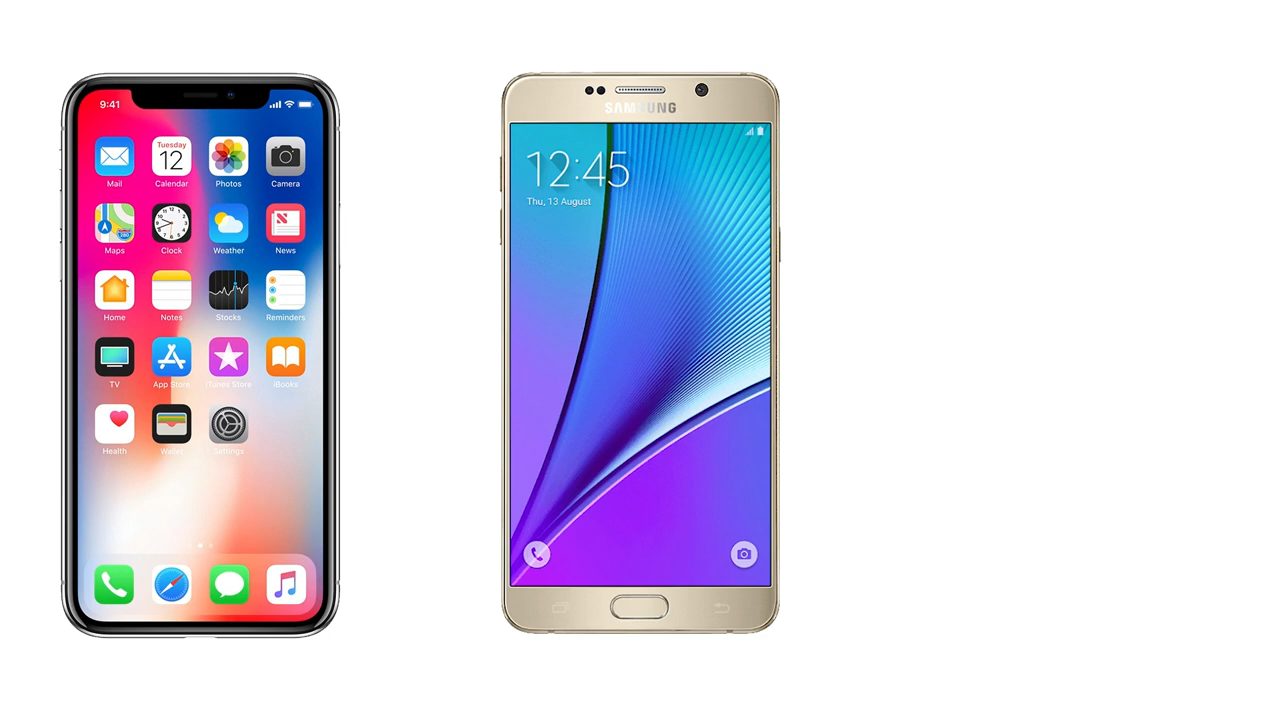 9:41
Tuesday
12
Mail Calendar Photos Camera
Maps Clock Weather News
Home Notes Stocks Reminders
TV App Store iTunes Store iBooks
Health Wallet Settings
SAMSUNG
12:45
Thu, 13 August